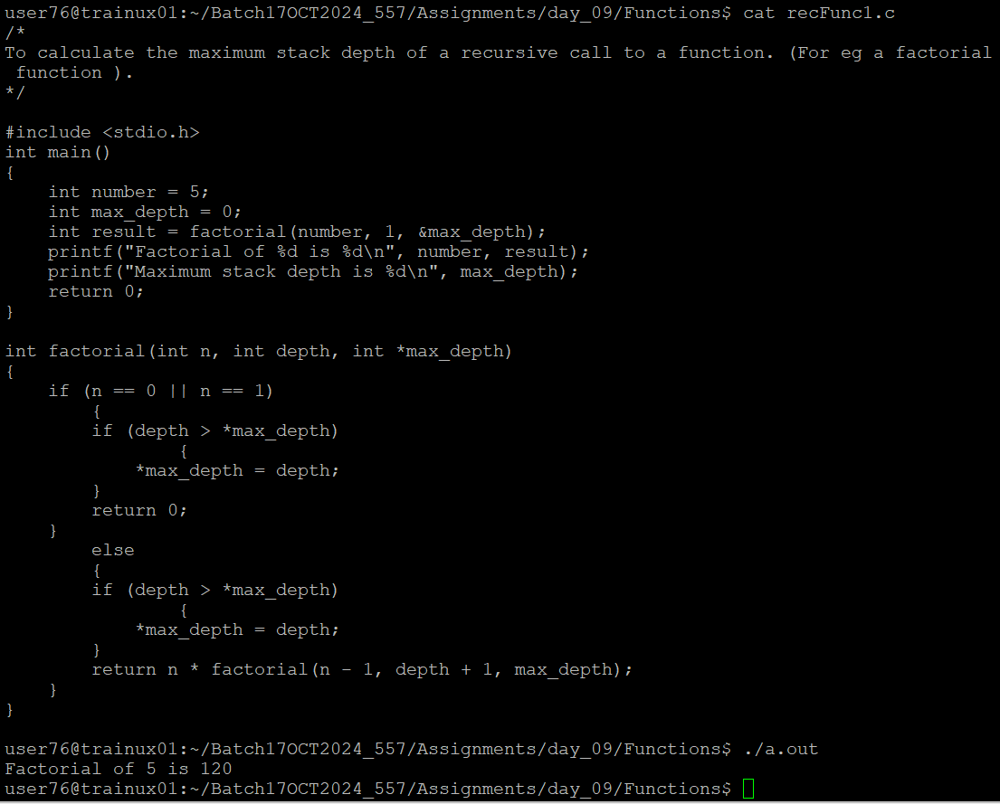 user76@trainux01:~/Batch17OCT2024_557/Assignments/day_09/Functions$ cat recFunc1.c
/*
To calculate the maximum stack depth of a recursive call to a function. (For eg a factorial
 function ).
*/

#include <stdio.h>
int main()
{
    int number = 5;
    int max_depth = 0;
    int result = factorial(number, 1, &max_depth);
    printf("Factorial of %d is %d\n", number, result);
    printf("Maximum stack depth is %d\n", max_depth);
    return 0;
}

int factorial(int n, int depth, int *max_depth)
{
    if (n == 0 || n == 1)
        {
        if (depth > *max_depth)
                {
            *max_depth = depth;
        }
        return 0;
    }
        else
        {
        if (depth > *max_depth)
                {
            *max_depth = depth;
        }
        return n * factorial(n - 1, depth + 1, max_depth);
    }
}

user76@trainux01:~/Batch17OCT2024_557/Assignments/day_09/Functions$ ./a.out
Factorial of 5 is 120
user76@trainux01:~/Batch17OCT2024_557/Assignments/day_09/Functions$